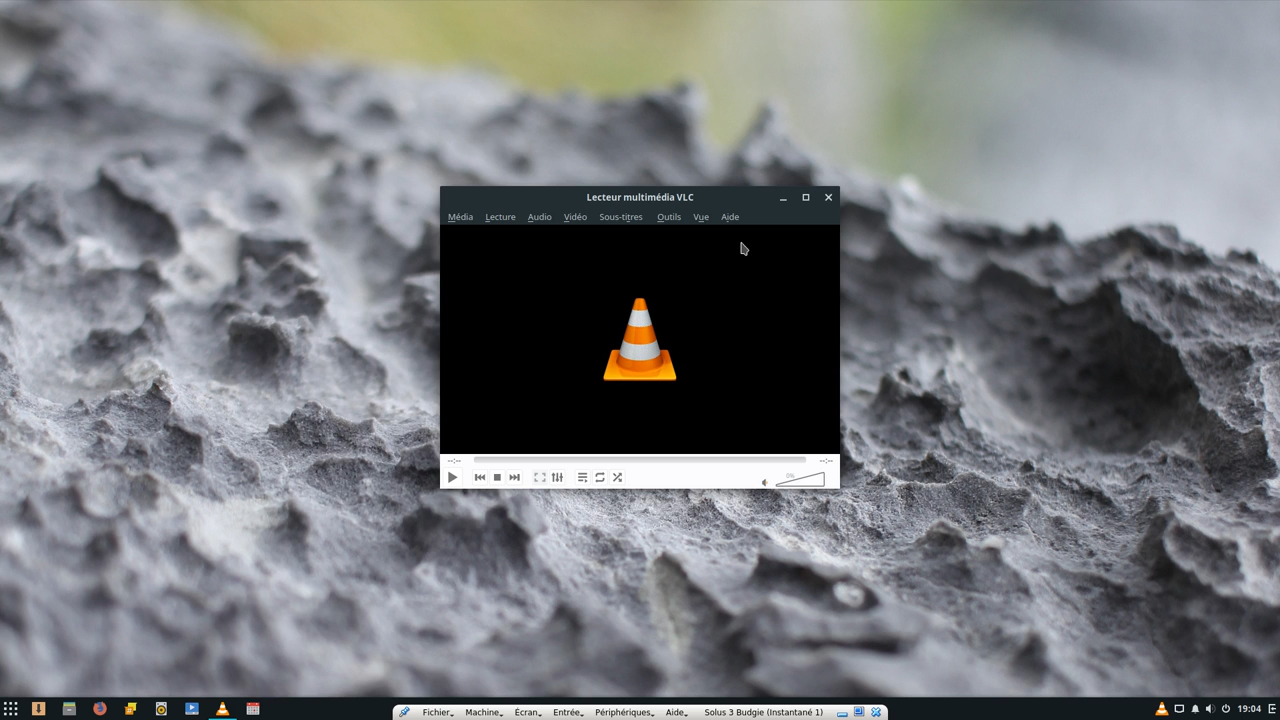 Lecteur multimédia VLC
Média Lecture Audio Vidéo Sous-titres Outils Vue Aide
--:-- --:--
0%
Fichier Machine Écran Entrée Périphériques Aide Solus 3 Budgie (Instantané 1)
19:04